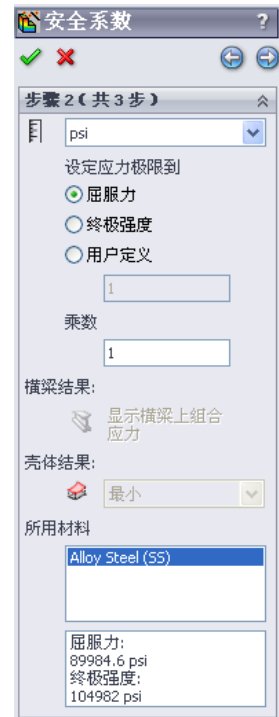 安全系数
?
步骤 2 (共 3 步)
psi
设定应力极限到
屈服力
终极强度
用户定义
1
乘数
1
横梁结果:
显示横梁上组合
应力
壳体结果:
最小
所用材料
Alloy Steel (SS)
屈服力:
89984.6 psi
终极强度:
104982 psi